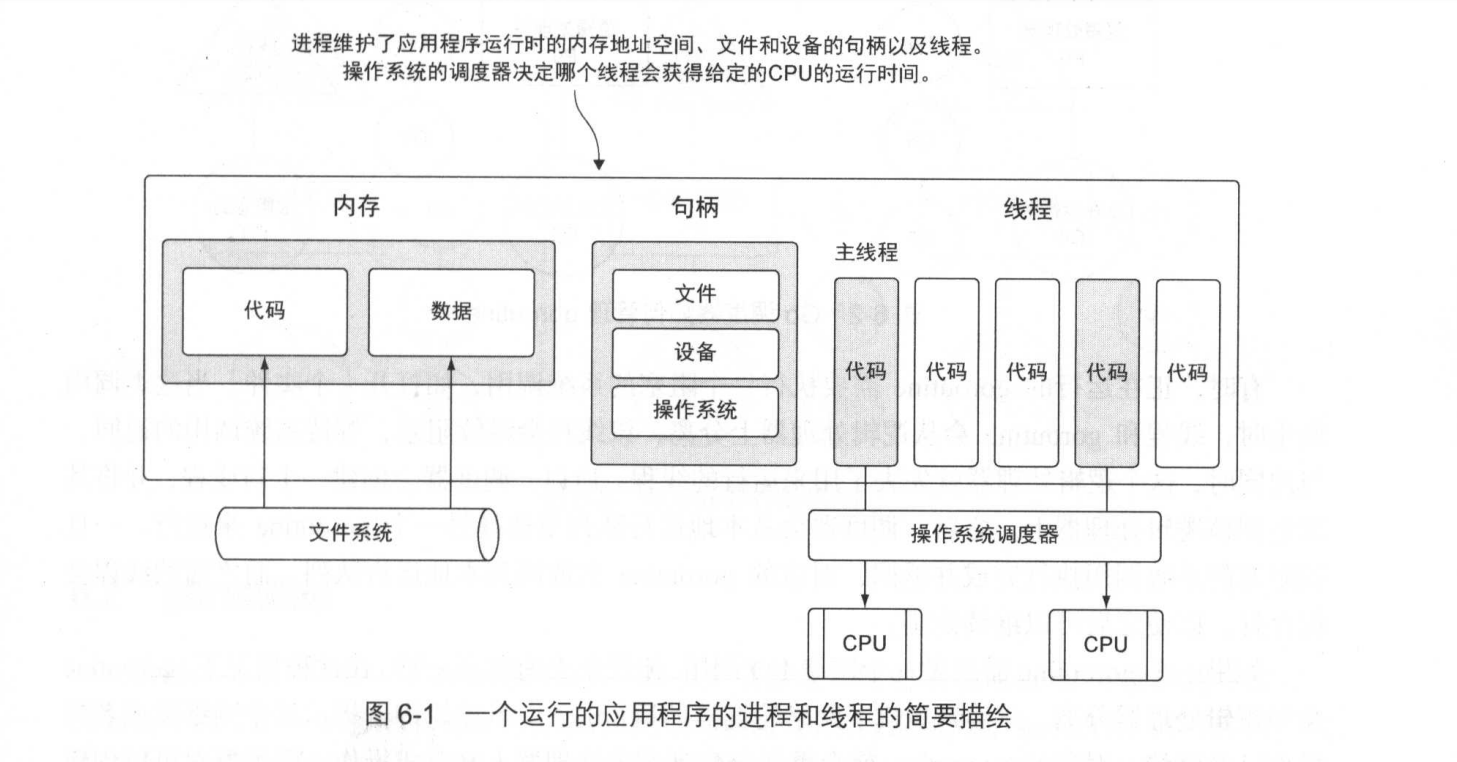 进程维护了应用程序运行时的内存地址空间、文件和设备的句柄以及线程。
操作系统的调度器决定哪个线程会获得给定的CPU的运行时间。
内存
句柄
线程
主线程
代码
数据
文件
设备
操作系统
代码
代码
代码
代码
代码
文件系统
操作系统调度器
CPU
CPU
图 6-1 一个运行的应用程序的进程和线程的简要描绘